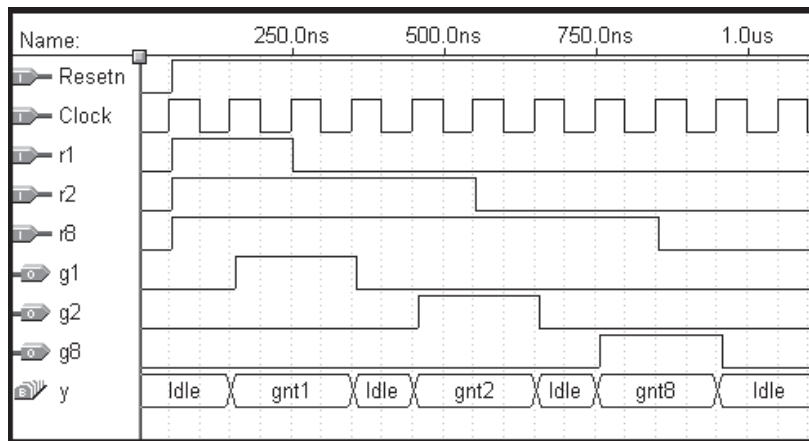 Name: 250.0ns 500.0ns 750.0ns 1.0us
I Resetn
I Clock
I r1
I r2
I r8
O g1
O g2
O g8
B y Idle gnt1 Idle gnt2 Idle gnt8 Idle